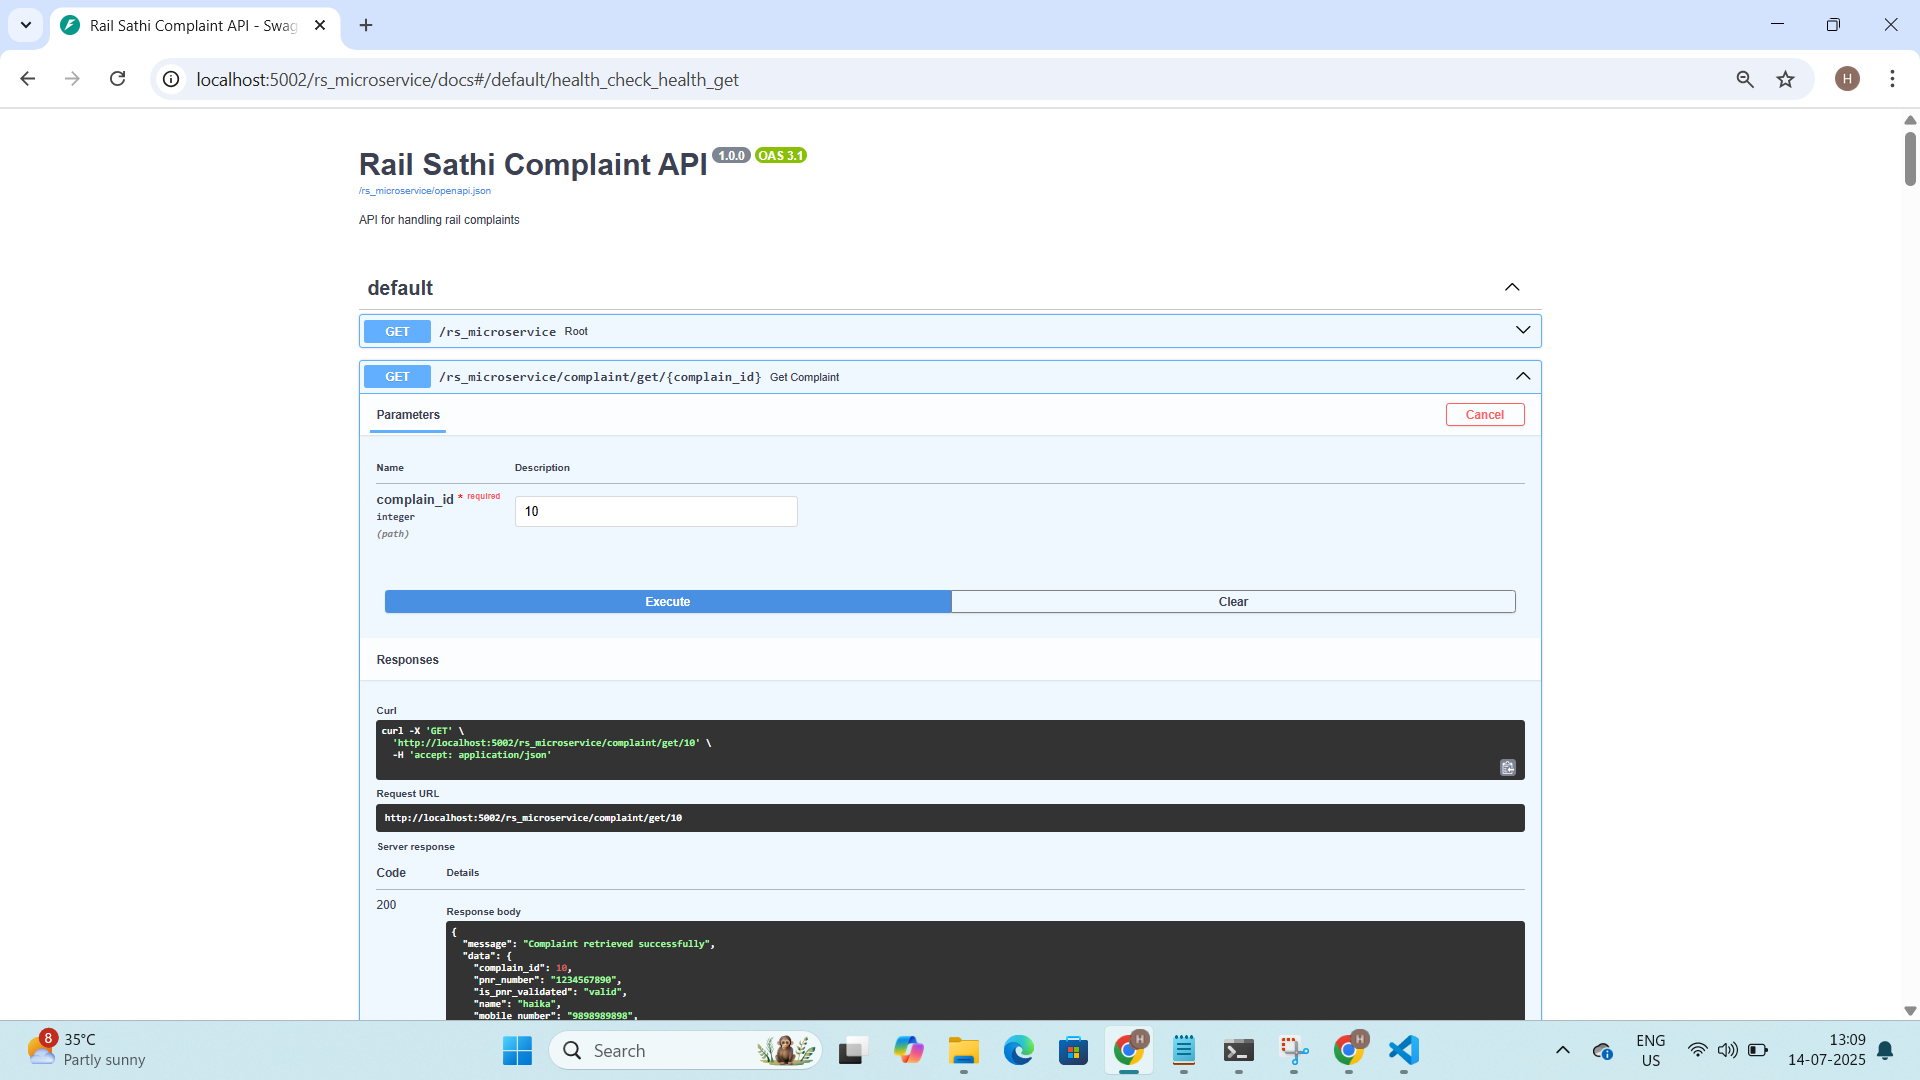 Rail Sathi Complaint API - Swag
localhost:5002/rs_microservice/docs#/default/health_check_health_get
H
Rail Sathi Complaint API 1.0.0 OAS 3.1
/rs_microservice/openapi.json
API for handling rail complaints
default
GET /rs_microservice Root
GET /rs_microservice/complaint/get/{complain_id} Get Complaint
Parameters
Cancel
Name Description
complain_id * required
integer
(path)
10
Execute Clear
Responses
Curl
curl -X 'GET' \
'http://localhost:5002/rs_microservice/complaint/get/10' \
-H 'accept: application/json'
Request URL
http://localhost:5002/rs_microservice/complaint/get/10
Server response
Code Details
200
Response body
{
"message": "Complaint retrieved successfully",
"data": {
"complain_id": 10,
"pnr_number": "1234567890",
"is_pnr_validated": "valid",
"name": "haika",
"mobile_number": "9898989898",
8
35°C
Partly sunny
Search
H
H
ENG
US
13:09
14-07-2025